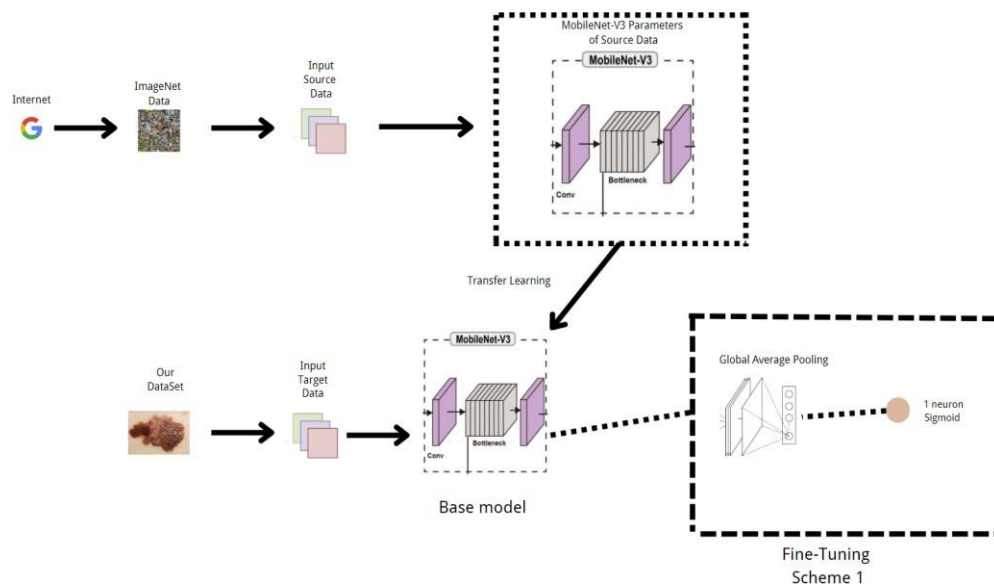 MobileNet-V3 Parameters
of Source Data
MobileNet-V3
Input
Source
Data
ImageNet
Data
Internet
G
Bottleneck
Conv
Transfer Learning
MobileNet-V3
Our
DataSet
Input
Target
Data
Bottleneck
Conv
Base model
Global Average Pooling
1 neuron
Sigmoid
Fine-Tuning
Scheme 1